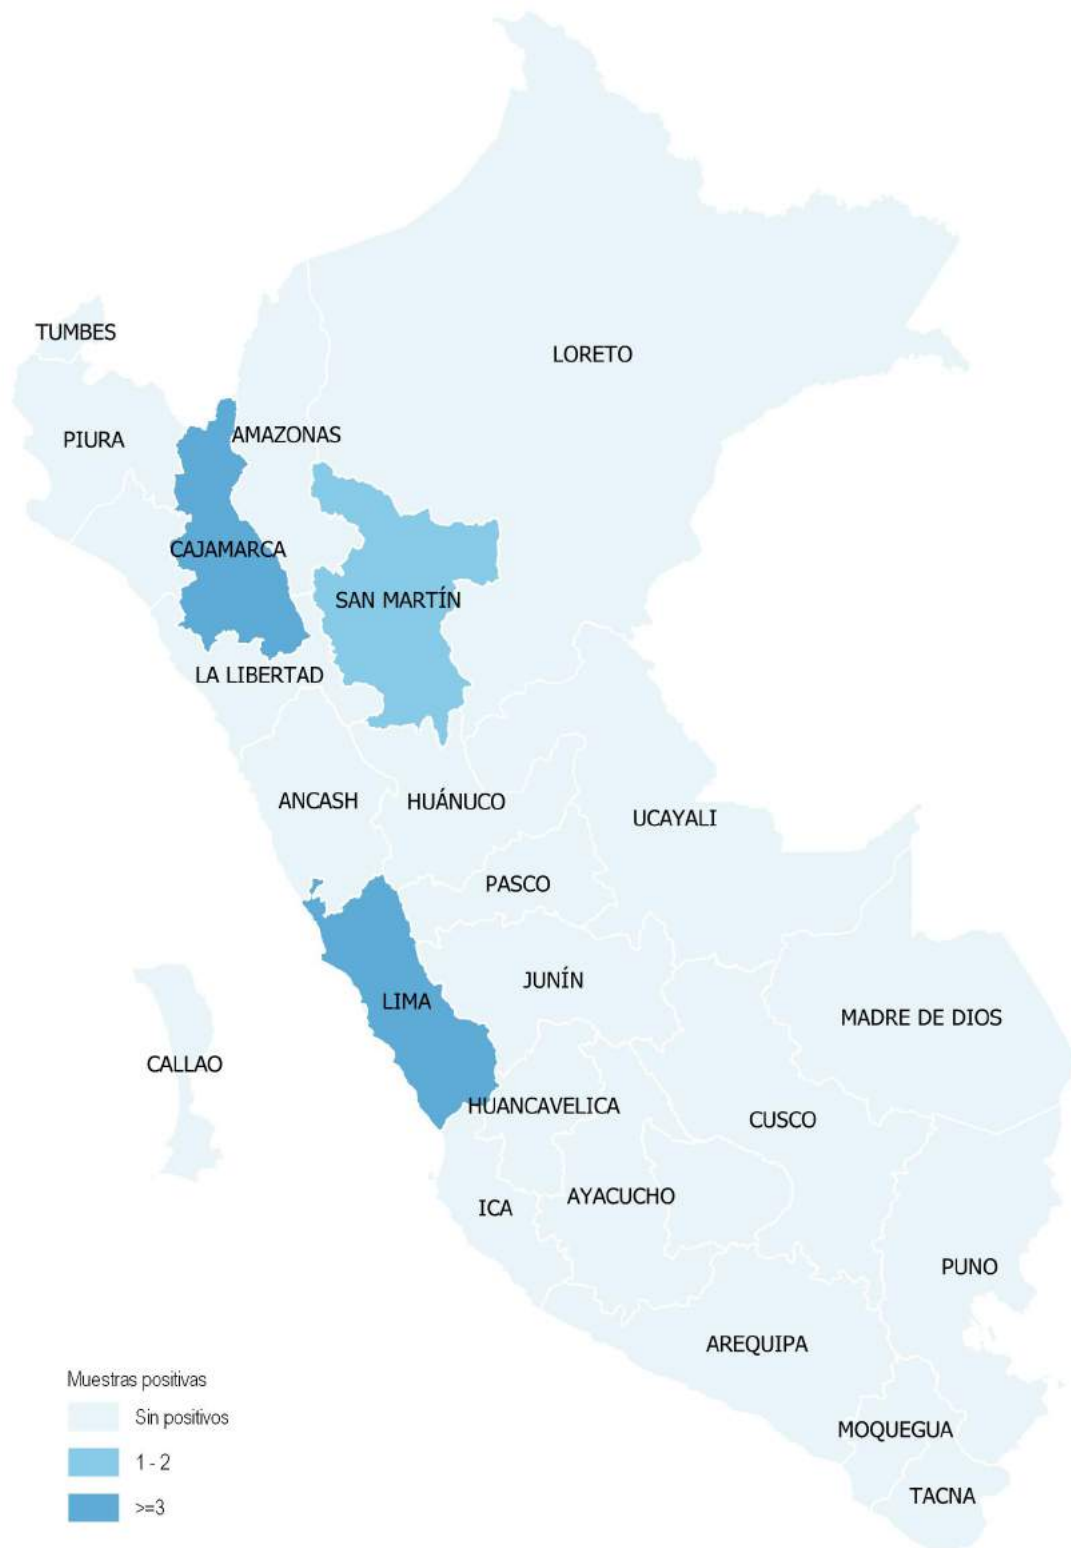 TUMBES
LORETO
PIURA
AMAZONAS
CAJAMARCA
SAN MARTÍN
LA LIBERTAD
ANCASH
HUÁNUCO
UCAYALI
PASCO
JUNÍN
LIMA
MADRE DE DIOS
CALLAO
HUANCAVELICA
CUSCO
AYACUCHO
ICA
PUNO
AREQUIPA
Muestras positivas
Sin positivos
1 - 2
>=3
MOQUEGUA
TACNA